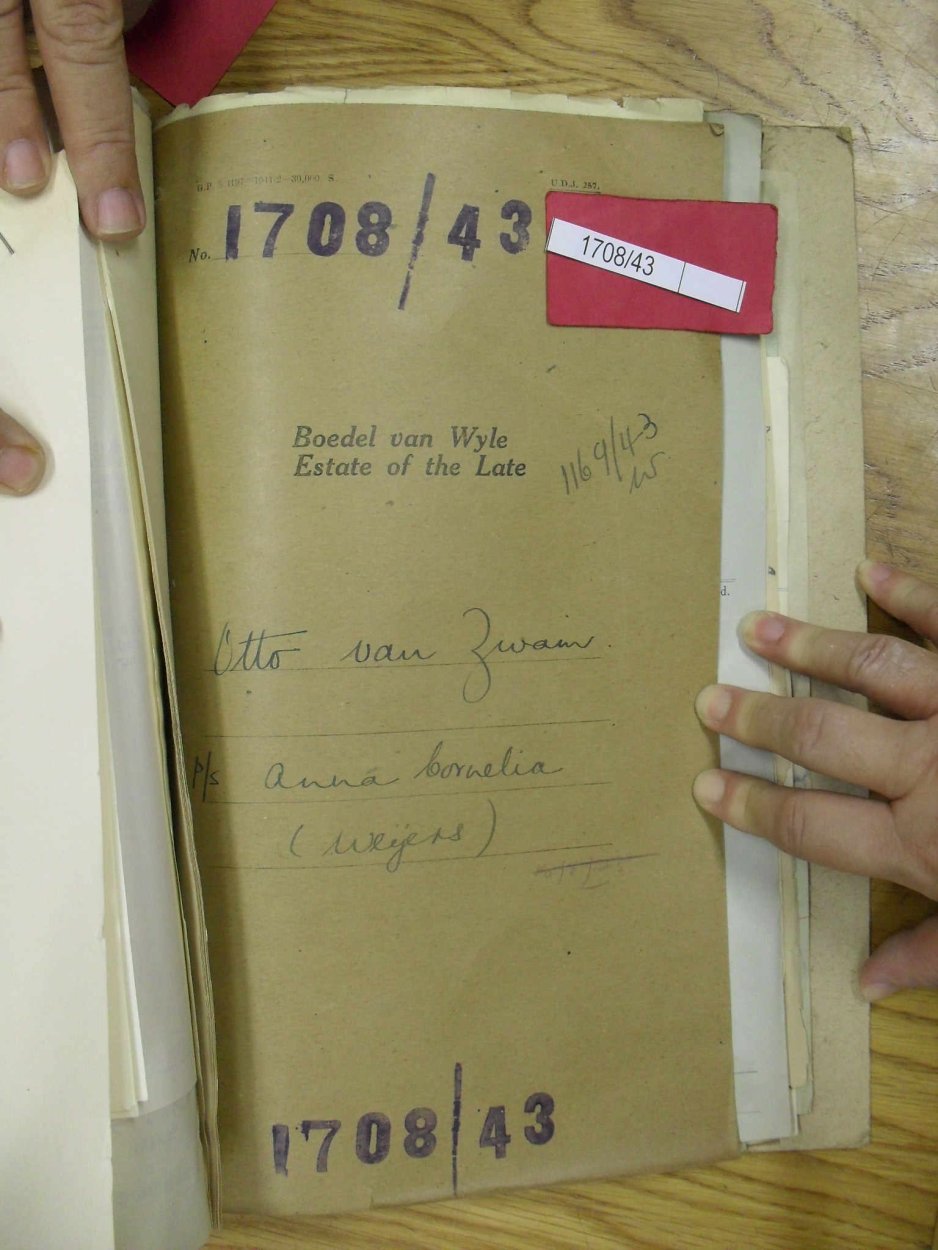 U.D.J. 257.
No. 1708/43
1708/43
Boedel van Wyle
Estate of the Late
1169/43
Otto van Zwam.
p/s Anna Cornelia
(Weyers)
1708/43
d.